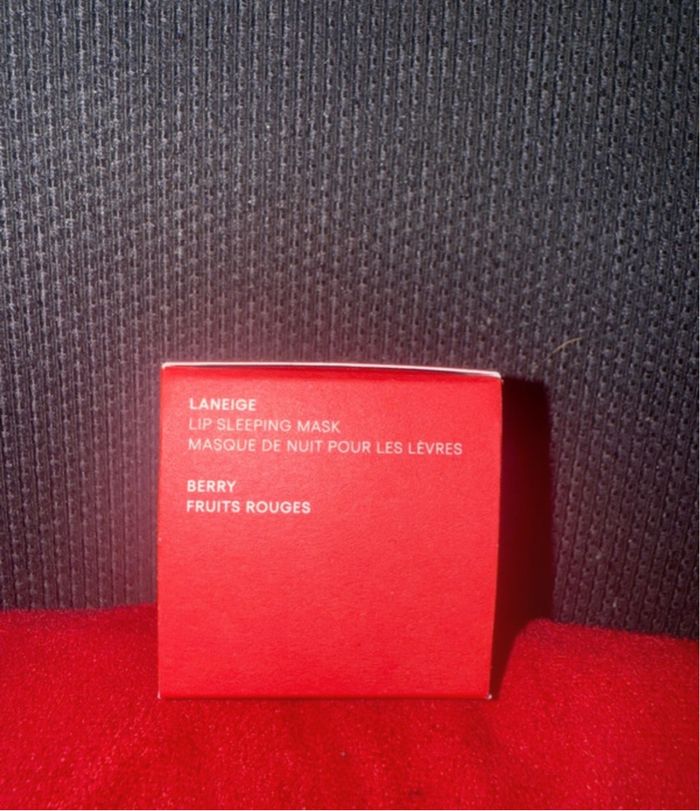 LANEIGE
LIP SLEEPING MASK
MASQUE DE NUIT POUR LES LÈVRES
BERRY
FRUITS ROUGES